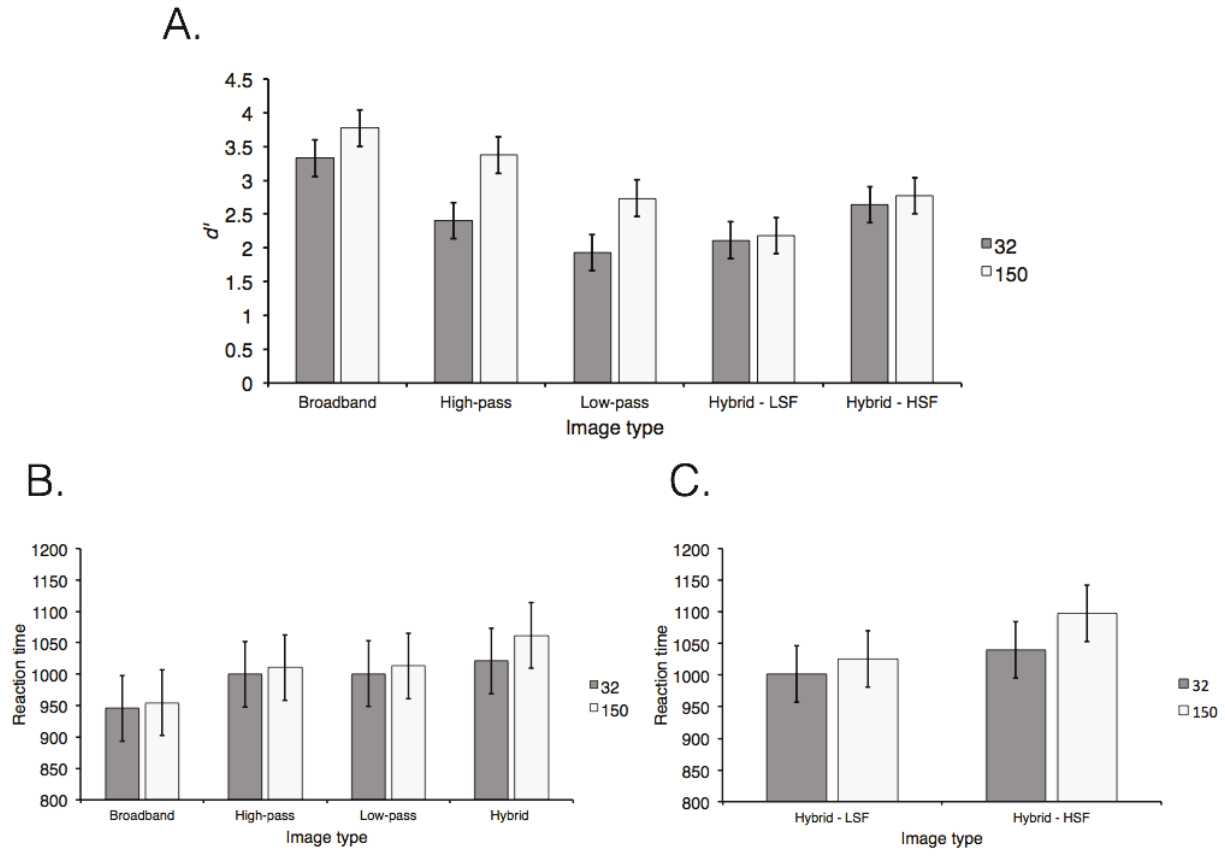 A.
4.5
4
3.5
3
2.5
2
1.5
1
0.5
0
d'
Broadband High-pass Low-pass Hybrid - LSF Hybrid - HSF
Image type
32
150
B.
1200
1150
1100
1050
1000
950
900
850
800
Reaction time
Broadband High-pass Low-pass Hybrid
Image type
32
150
C.
1200
1150
1100
1050
1000
950
900
850
800
Reaction time
Hybrid - LSF Hybrid - HSF
Image type
32
150